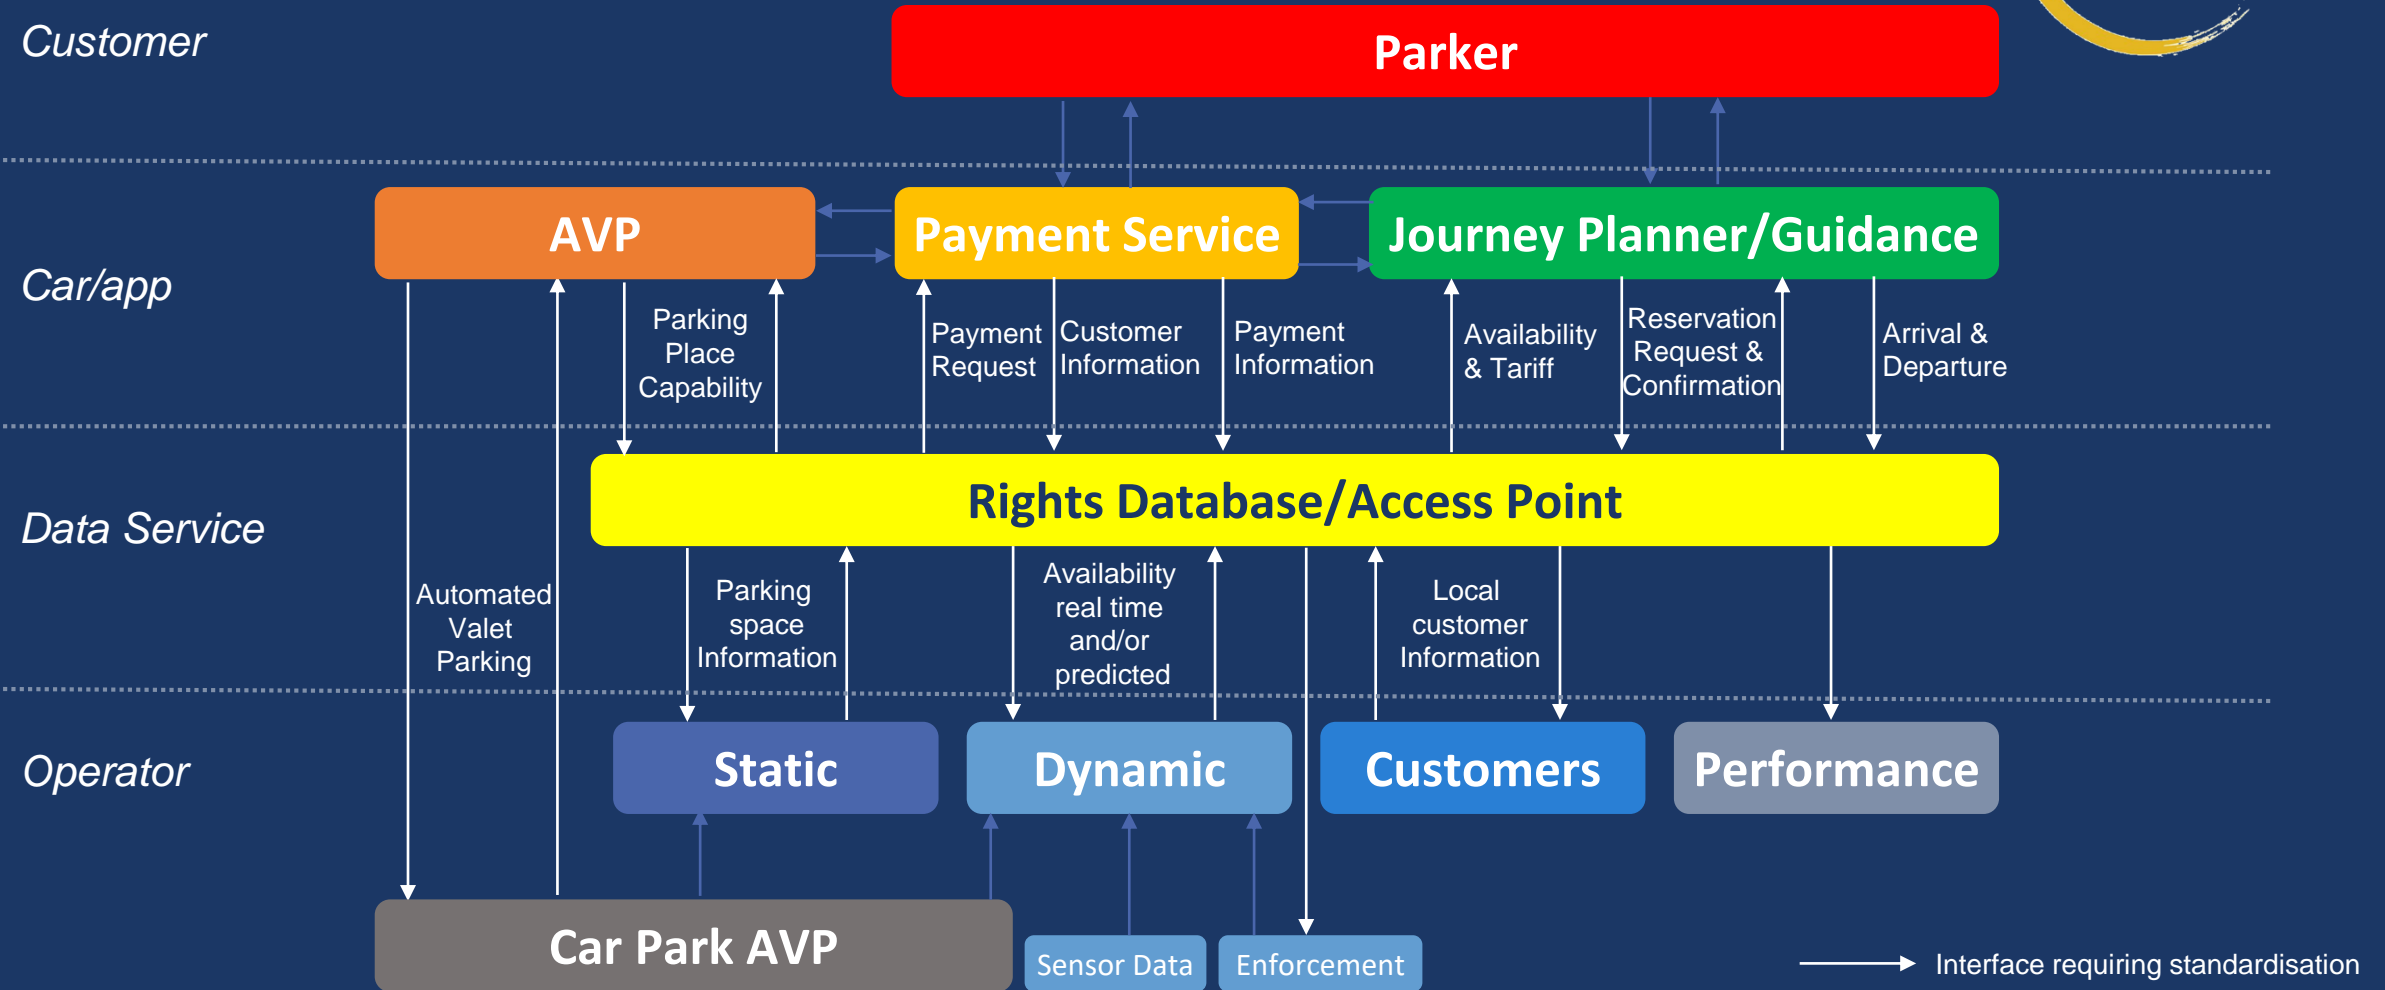 Customer
Parker
AVP
Payment Service
Journey Planner/Guidance
Car/app
Parking
Place
Capability
Payment
Request
Customer
Information
Payment
Information
Availability
& Tariff
Reservation
Request &
Confirmation
Arrival &
Departure
Rights Database/Access Point
Data Service
Automated
Valet
Parking
Parking
space
Information
Availability
real time
and/or
predicted
Local
customer
Information
Operator
Static
Dynamic
Customers
Performance
Car Park AVP
Sensor Data
Enforcement
Interface requiring standardisation